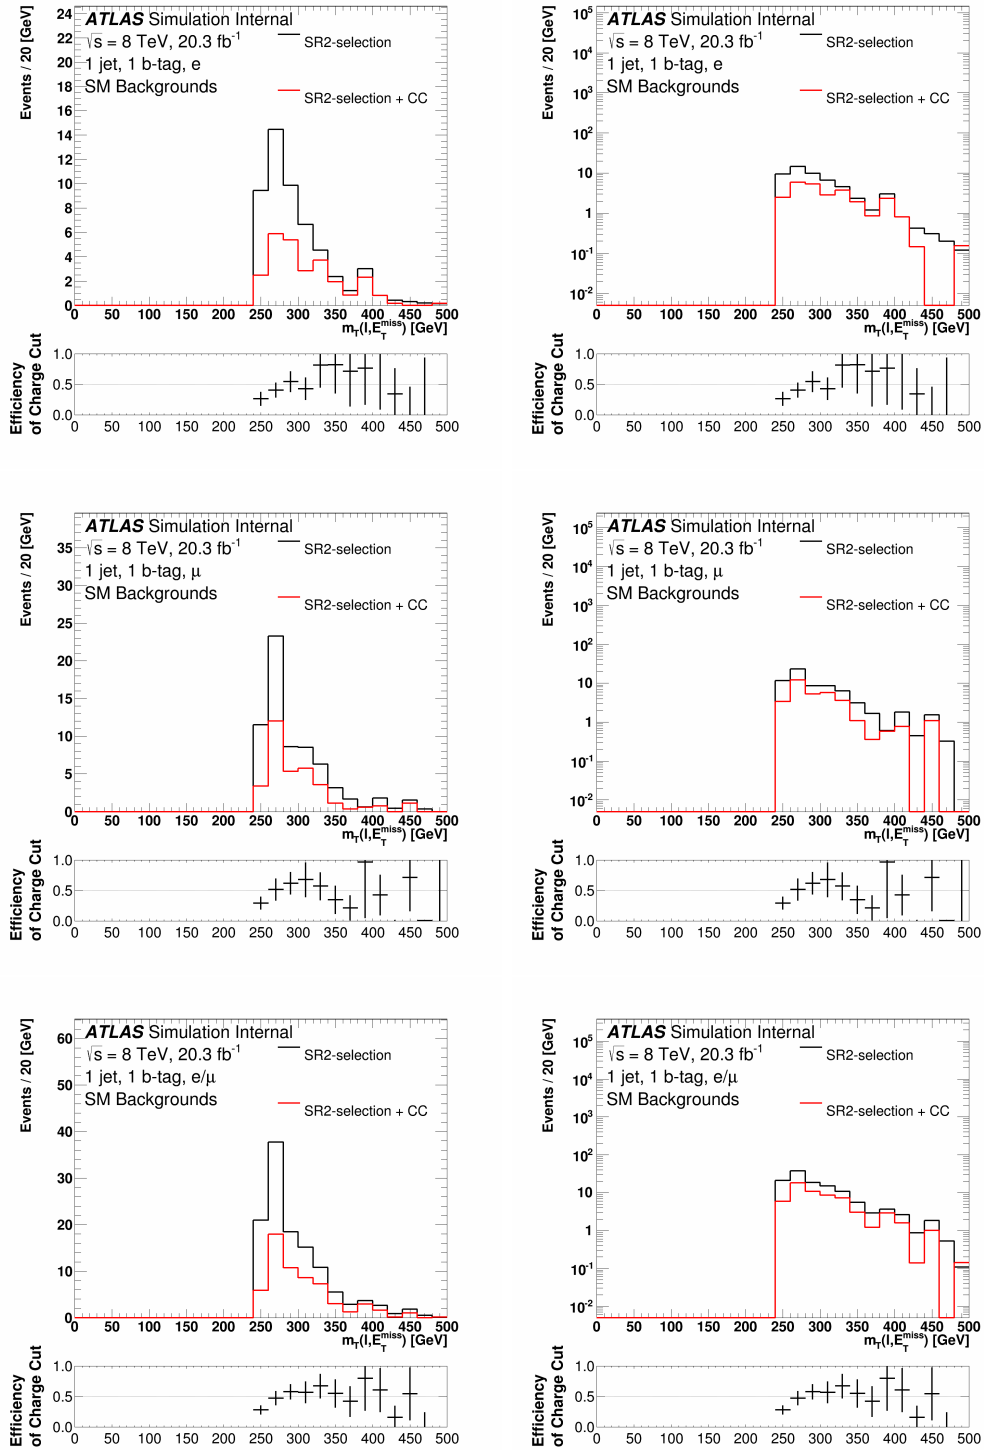 ATLAS Simulation Internal
√s = 8 TeV, 20.3 fb⁻¹
1 jet, 1 b-tag, e
SM Backgrounds
SR2-selection
SR2-selection + CC
Events / 20 [GeV]
24
22
20
18
16
14
12
10
8
6
4
2
0
0 50 100 150 200 250 300 350 400 450 500
m_T(l,E_T^miss) [GeV]
Efficiency
of Charge Cut
1.0
0.5
0.0
0 50 100 150 200 250 300 350 400 450 500
ATLAS Simulation Internal
√s = 8 TeV, 20.3 fb⁻¹
1 jet, 1 b-tag, e
SM Backgrounds
SR2-selection
SR2-selection + CC
Events / 20 [GeV]
10⁵
10⁴
10³
10²
10
1
10⁻¹
10⁻²
0 50 100 150 200 250 300 350 400 450 500
m_T(l,E_T^miss) [GeV]
Efficiency
of Charge Cut
1.0
0.5
0.0
0 50 100 150 200 250 300 350 400 450 500
ATLAS Simulation Internal
√s = 8 TeV, 20.3 fb⁻¹
1 jet, 1 b-tag, μ
SM Backgrounds
SR2-selection
SR2-selection + CC
Events / 20 [GeV]
35
30
25
20
15
10
5
0
0 50 100 150 200 250 300 350 400 450 500
m_T(l,E_T^miss) [GeV]
Efficiency
of Charge Cut
1.0
0.5
0.0
0 50 100 150 200 250 300 350 400 450 500
ATLAS Simulation Internal
√s = 8 TeV, 20.3 fb⁻¹
1 jet, 1 b-tag, μ
SM Backgrounds
SR2-selection
SR2-selection + CC
Events / 20 [GeV]
10⁵
10⁴
10³
10²
10
1
10⁻¹
10⁻²
0 50 100 150 200 250 300 350 400 450 500
m_T(l,E_T^miss) [GeV]
Efficiency
of Charge Cut
1.0
0.5
0.0
0 50 100 150 200 250 300 350 400 450 500
ATLAS Simulation Internal
√s = 8 TeV, 20.3 fb⁻¹
1 jet, 1 b-tag, e/μ
SM Backgrounds
SR2-selection
SR2-selection + CC
Events / 20 [GeV]
60
50
40
30
20
10
0
0 50 100 150 200 250 300 350 400 450 500
m_T(l,E_T^miss) [GeV]
Efficiency
of Charge Cut
1.0
0.5
0.0
0 50 100 150 200 250 300 350 400 450 500
ATLAS Simulation Internal
√s = 8 TeV, 20.3 fb⁻¹
1 jet, 1 b-tag, e/μ
SM Backgrounds
SR2-selection
SR2-selection + CC
Events / 20 [GeV]
10⁵
10⁴
10³
10²
10
1
10⁻¹
10⁻²
0 50 100 150 200 250 300 350 400 450 500
m_T(l,E_T^miss) [GeV]
Efficiency
of Charge Cut
1.0
0.5
0.0
0 50 100 150 200 250 300 350 400 450 500